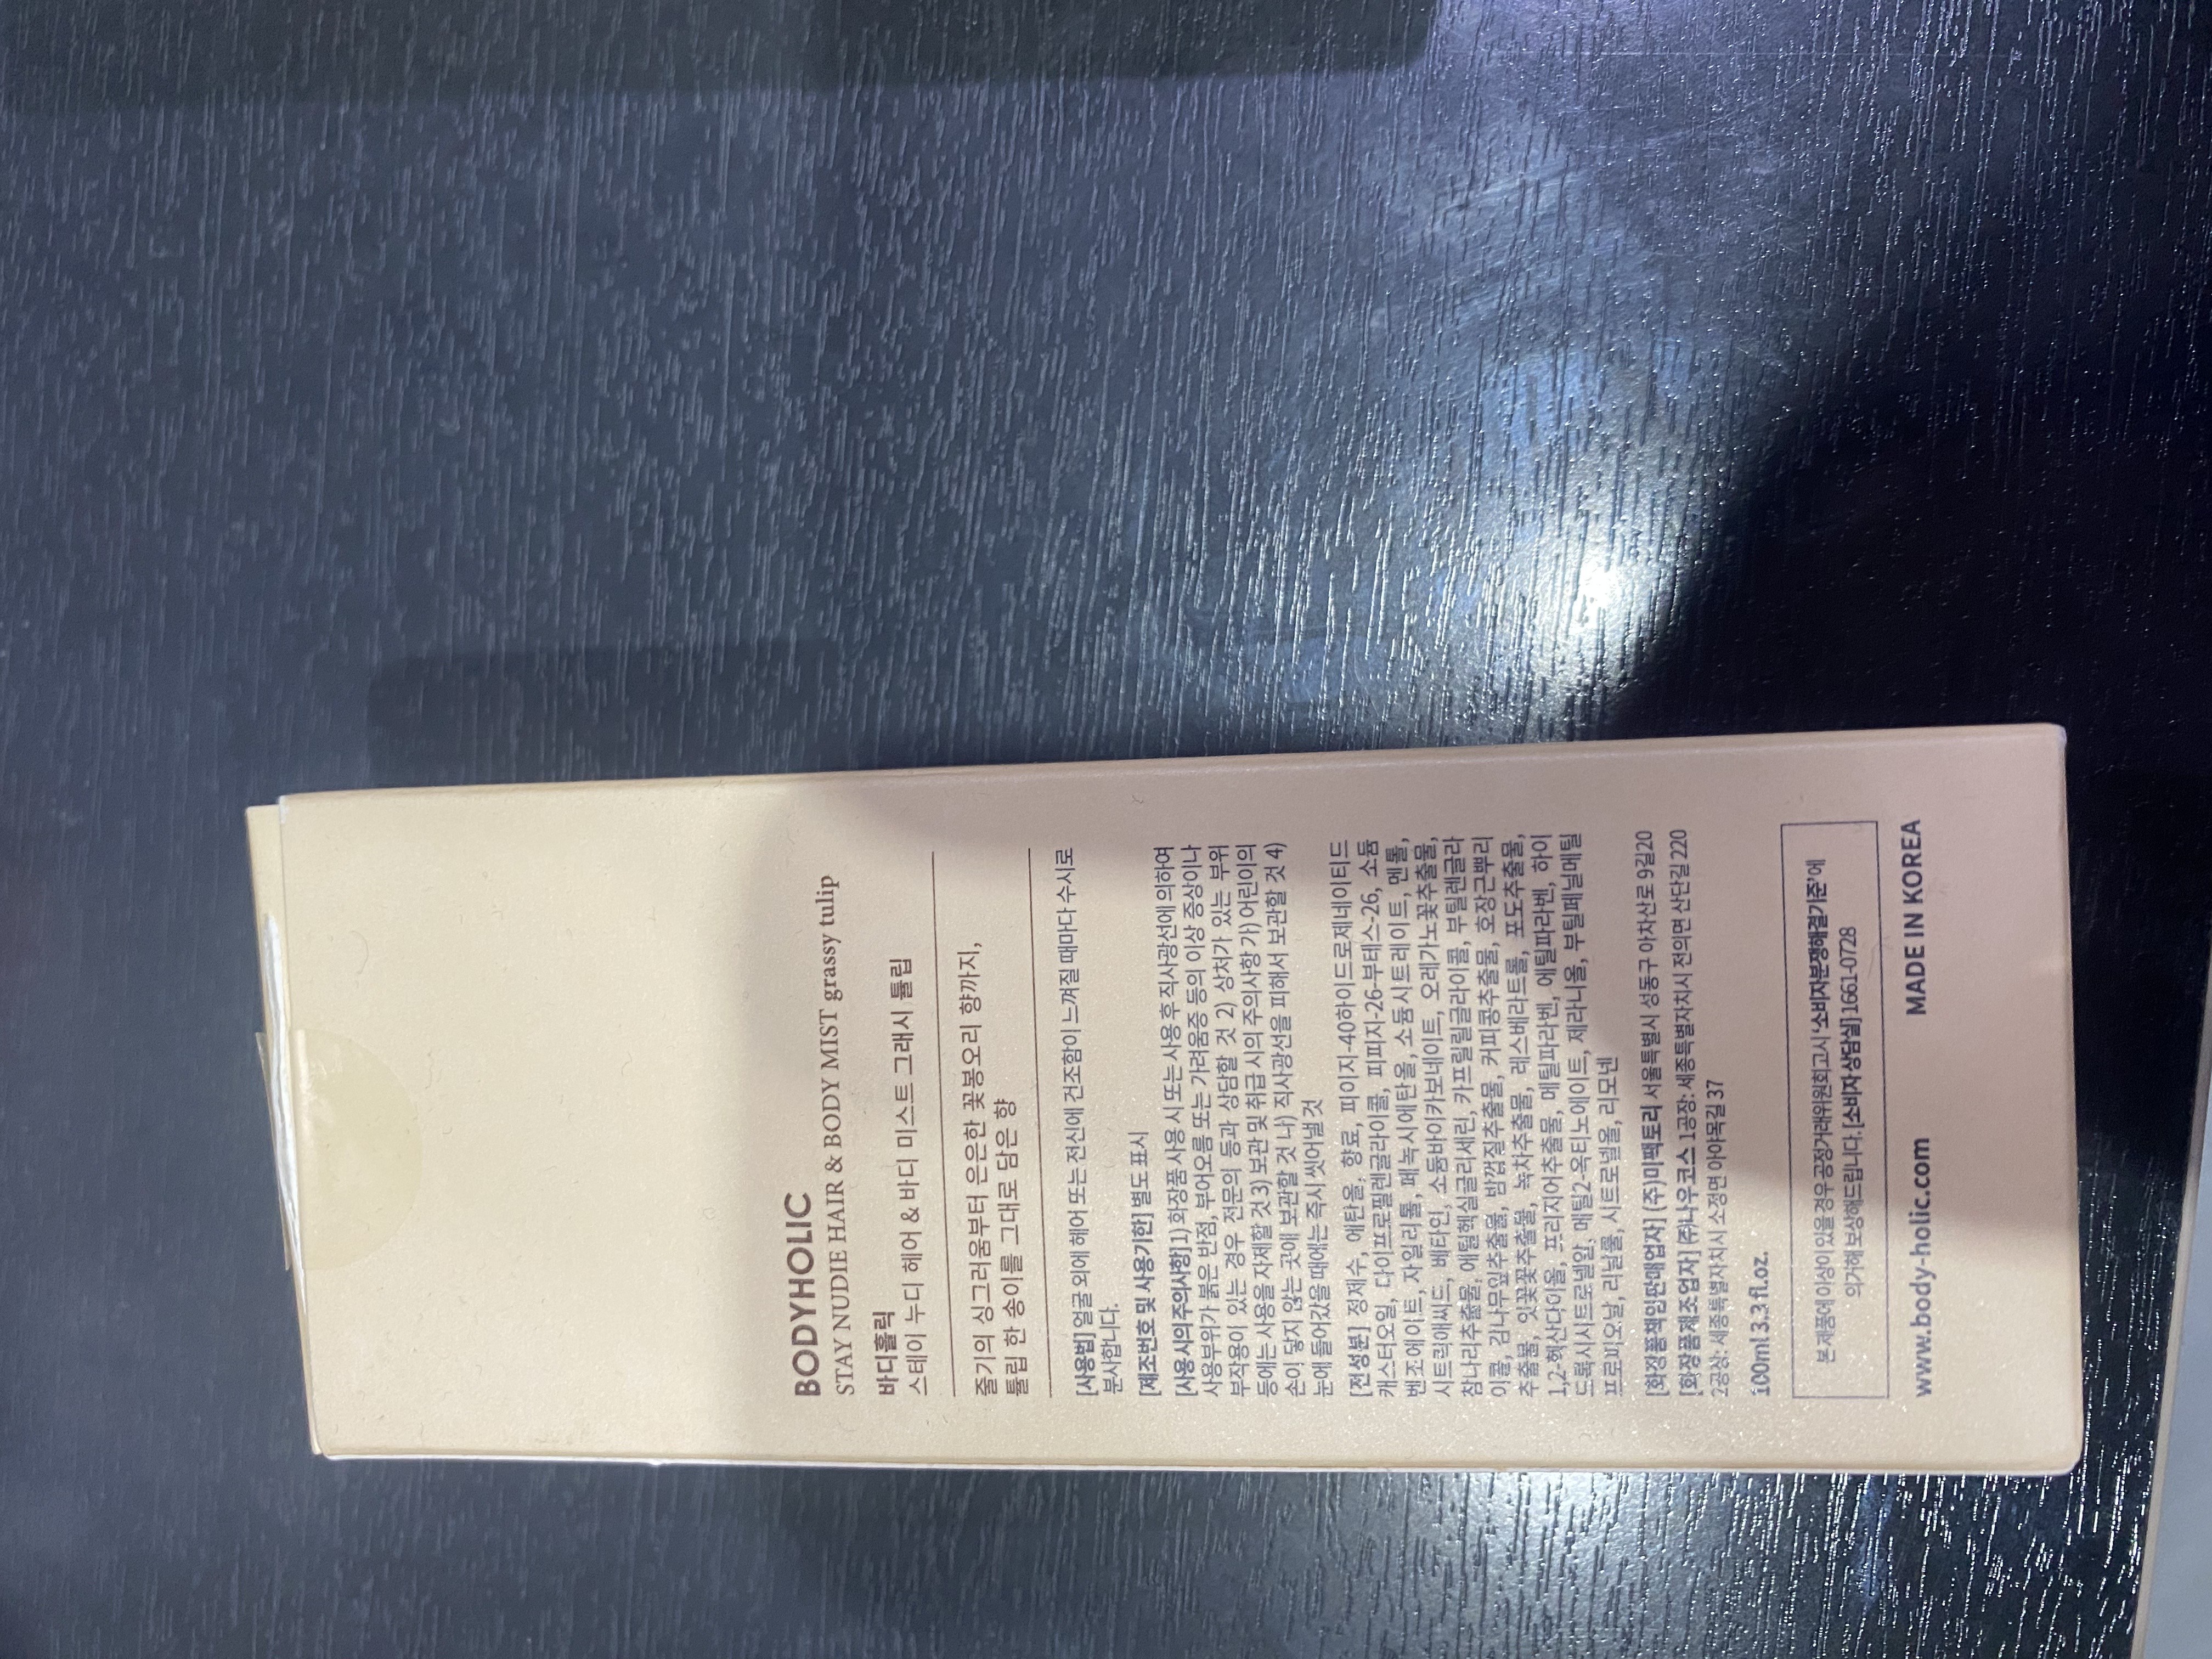 BODYHOLIC
STAY NUDIE HAIR & BODY MIST grassy tulip
바디홀릭
스테이 누디 헤어 & 바디 미스트 그래시 튤립
줄기의 싱그러움부터 은은한 꽃봉오리 향까지,
튤립 한 송이를 그대로 담은 향
[사용법] 얼굴 외에 헤어 또는 전신에 건조함이 느껴질 때마다 수시로
분사합니다.
[제조번호 및 사용기한] 별도 표시
[사용시의 주의사항] 1) 화장품 사용 시 또는 사용 후 직사광선에 의하여
사용부위가 붉은 반점, 부어오름 또는 가려움증 등의 이상 증상이나
부작용이 있는 경우 전문의 등과 상담할 것 2) 상처가 있는 부위
등에는 사용을 자제할 것 3) 보관 및 취급 시의 주의사항 가) 어린이의
손이 닿지 않는 곳에 보관할 것 나) 직사광선을 피해서 보관할 것 4)
눈에 들어갔을 때에는 즉시 씻어낼 것
[전성분] 정제수, 에탄올, 향료, 피이지-40하이드로제네이티드
캐스터오일, 다이프로필렌글라이콜, 피피지-26-부테스-26, 소듐
벤조에이트, 자일리톨, 페녹시에탄올, 소듐시트레이트, 멘톨,
시트릭애씨드, 베타인, 소듐바이카보네이트, 오레가노꽃추출물,
참나리추출물, 에틸헥실글리세린, 카프릴릴글라이콜, 부틸렌글라
이콜, 감나무잎추출물, 밤껍질추출물, 커피콩추출물, 호장근뿌리
추출물, 잇꽃꽃추출물, 녹차추출물, 레스베라트롤, 포도추출물,
1,2-헥산다이올, 프리지어추출물, 메틸파라벤, 에틸파라벤, 하이
드록시시트로넬알, 메틸2-옥티노에이트, 제라니올, 부틸페닐메틸
프로피오날, 리날룰, 시트로넬올, 리모넨
[화장품책임판매업자] (주)미팩토리 서울특별시 성동구 아차산로 9길20
[화장품제조업자] (주)나우코스 1공장: 세종특별자치시 전의면 산단길 220
2공장: 세종특별자치시 소정면 아야목길 37
100ml 3.3 fl.oz.
본 제품에 이상이 있을 경우 공정거래위원회 고시 '소비자분쟁해결기준'에
의거해 보상해드립니다. [소비자 상담실] 1661-0728
www.body-holic.com MADE IN KOREA